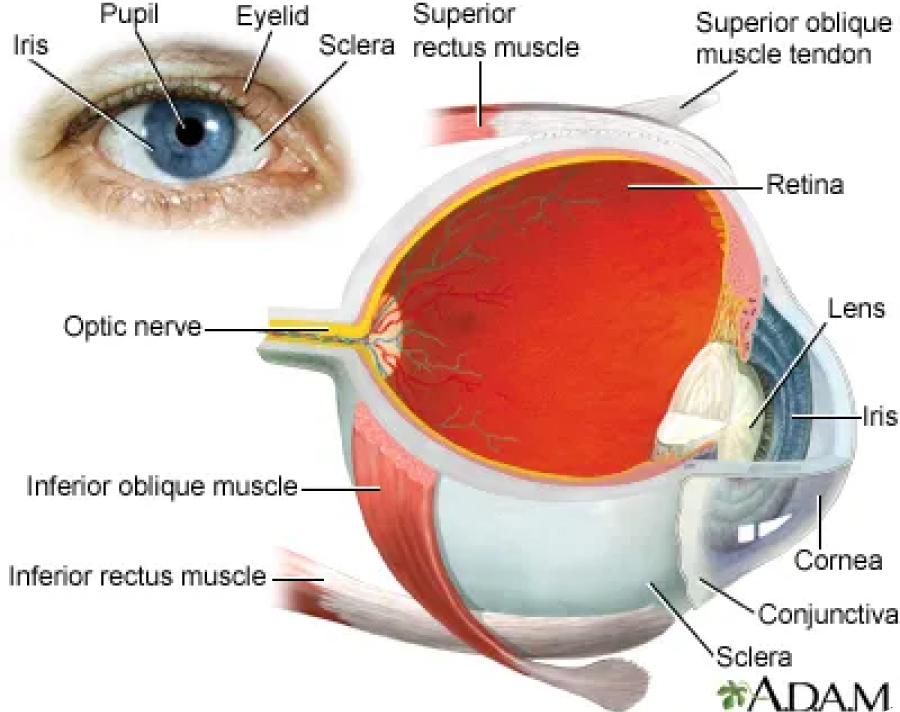 Pupil
Eyelid
Superior
rectus muscle
Superior oblique
muscle tendon
Iris
Sclera
Retina
Lens
Optic nerve
Iris
Inferior oblique muscle
Cornea
Inferior rectus muscle
Conjunctiva
Sclera
A.D.A.M.